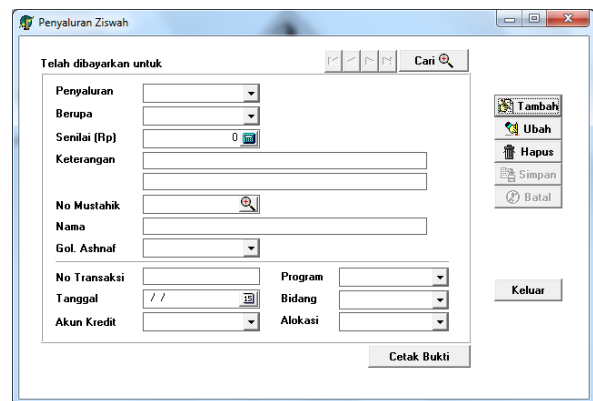 Penyaluran Ziswah
Telah dibayarkan untuk
Cari
Penyaluran
Berupa
Senilai (Rp) 0
Keterangan
No Mustahik
Nama
Gol. Ashnaf
No Transaksi Program
Tanggal / / 15 Bidang
Akun Kredit Alokasi
Cetak Bukti
Tambah
Ubah
Hapus
Simpan
Batal
Keluar